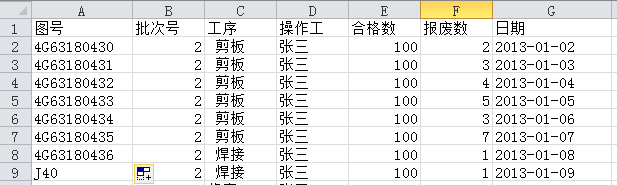 A B C D E F G
1 图号 批次号 工序 操作工 合格数 报废数 日期
2 4G63180430 2 剪板 张三 100 2 2013-01-02
3 4G63180431 2 剪板 张三 100 3 2013-01-03
4 4G63180432 2 剪板 张三 100 4 2013-01-04
5 4G63180433 2 剪板 张三 100 5 2013-01-05
6 4G63180434 2 剪板 张三 100 3 2013-01-06
7 4G63180435 2 剪板 张三 100 7 2013-01-07
8 4G63180436 2 焊接 张三 100 1 2013-01-08
9 J40 2 焊接 张三 100 1 2013-01-09